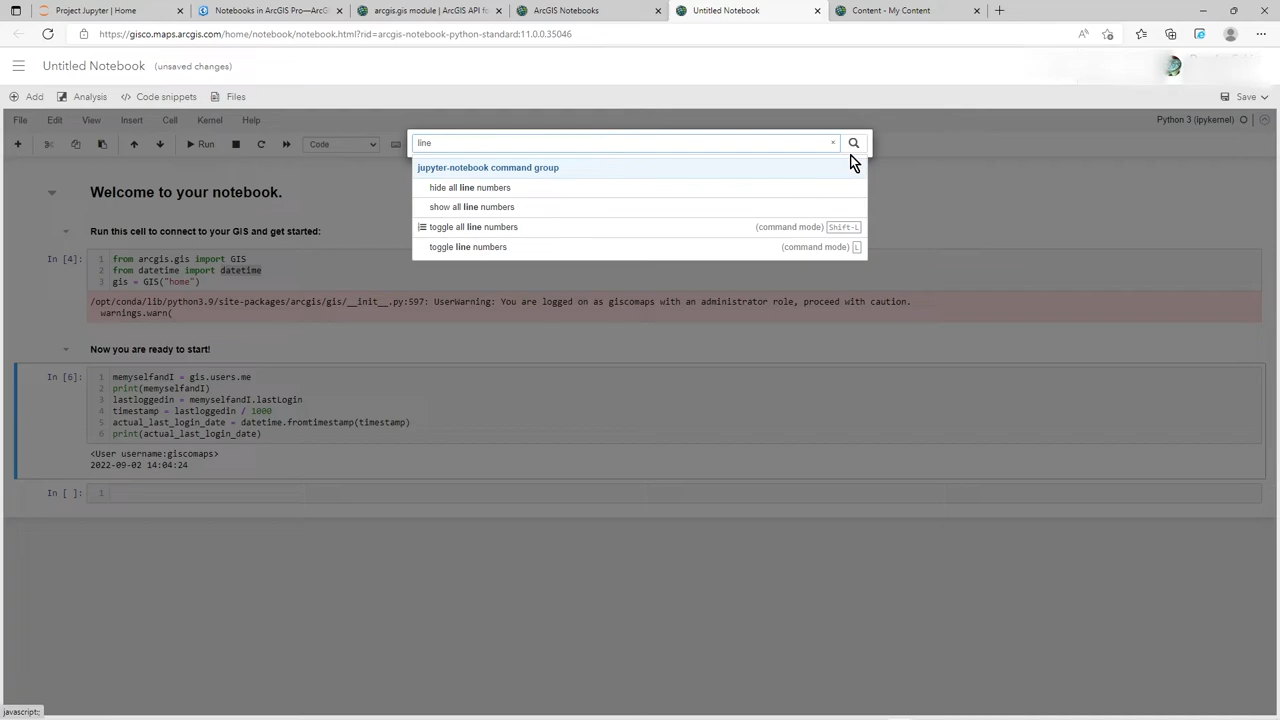 Project Jupyter | Home
Notebooks in ArcGIS Pro—ArcG
arcgis.gis module | ArcGIS API fo
ArcGIS Notebooks
Untitled Notebook
Content - My Content
https://gisco.maps.arcgis.com/home/notebook/notebook.html?rid=arcgis-notebook-python-standard:11.0.0.35046
Untitled Notebook (unsaved changes)
Add Analysis Code snippets Files Save
File Edit View Insert Cell Kernel Help Python 3 (ipykernel)
Run Code
line
jupyter-notebook command group
hide all line numbers
show all line numbers
toggle all line numbers (command mode) Shift-L
toggle line numbers (command mode) L
Welcome to your notebook.
Run this cell to connect to your GIS and get started:
In [4]: 1 from arcgis.gis import GIS
2 from datetime import datetime
3 gis = GIS("home")
/opt/conda/lib/python3.9/site-packages/arcgis/gis/__init__.py:597: UserWarning: You are logged on as giscomaps with an administrator role, proceed with caution.
warnings.warn(
Now you are ready to start!
In [6]: 1 memyselfandI = gis.users.me
2 print(memyselfandI)
3 lastloggedin = memyselfandI.lastLogin
4 timestamp = lastloggedin / 1000
5 actual_last_login_date = datetime.fromtimestamp(timestamp)
6 print(actual_last_login_date)
<User username:giscomaps>
2022-09-02 14:04:24
In [ ]: 1
javascript:;